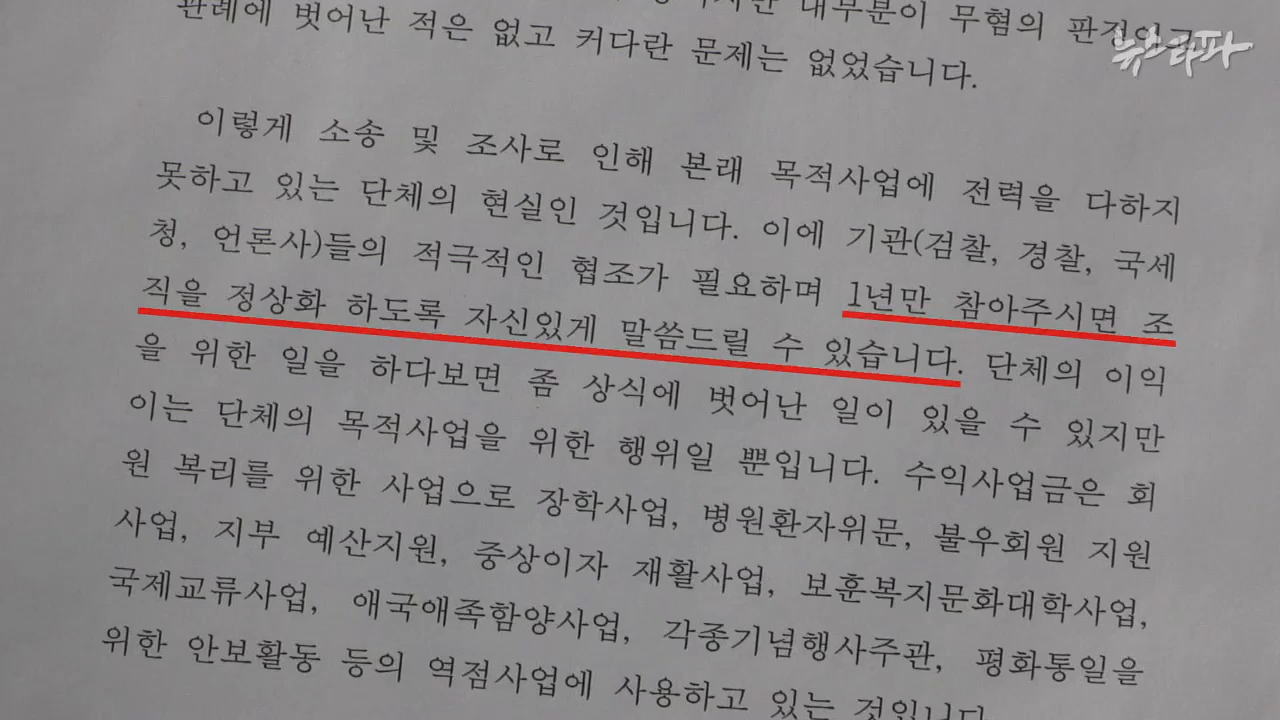 관례에 벗어난 적은 없고 커다란 문제는 없었습니다.
대부분이 무혐의 판정이
뉴스타파
이렇게 소송 및 조사로 인해 본래 목적사업에 전력을 다하지
못하고 있는 단체의 현실인 것입니다. 이에 기관(검찰, 경찰, 국세
청, 언론사)들의 적극적인 협조가 필요하며 1년만 참아주시면 조
직을 정상화 하도록 자신있게 말씀드릴 수 있습니다. 단체의 이익
을 위한 일을 하다보면 좀 상식에 벗어난 일이 있을 수 있지만
이는 단체의 목적사업을 위한 행위일 뿐입니다. 수익사업금은 회
원 복리를 위한 사업으로 장학사업, 병원환자위문, 불우회원 지원
사업, 지부 예산지원, 중상이자 재활사업, 보훈복지문화대학사업,
국제교류사업, 애국애족함양사업, 각종기념행사주관, 평화통일을
위한 안보활동 등의 역점사업에 사용하고 있는 것입니다